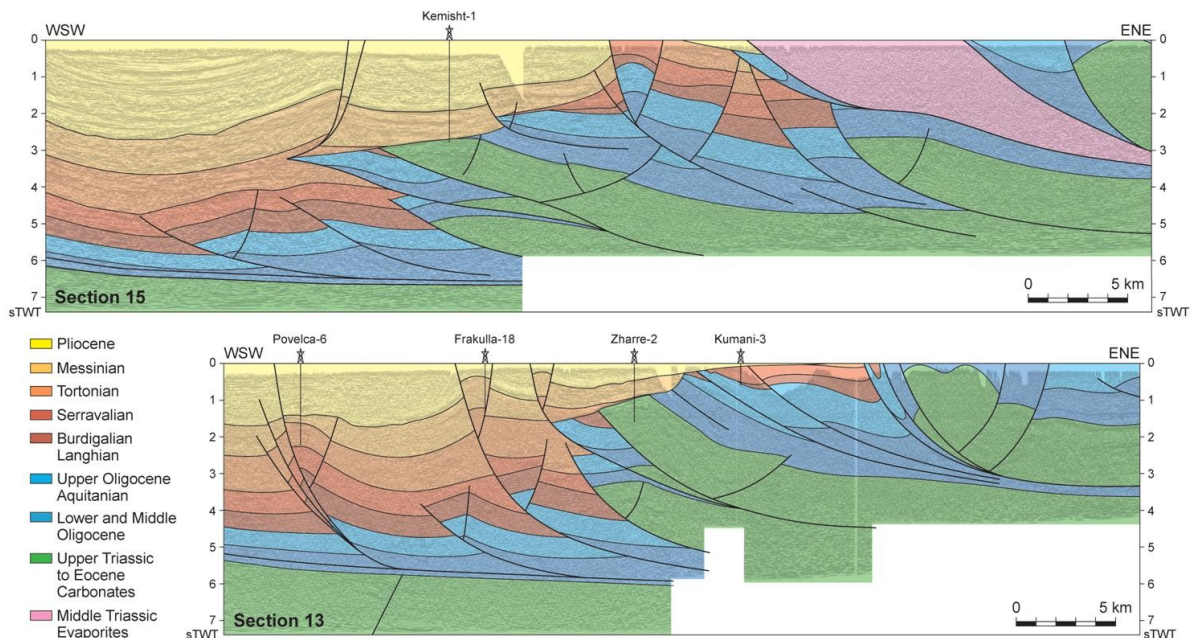 Kemisht-1
WSW
ENE
0
0
1
1
2
2
3
3
4
4
5
5
6
6
7
7
sTWT
sTWT
Section 15
0
5 km
Povelca-6
Frakulla-18
Zharre-2
Kumani-3
WSW
ENE
0
0
1
1
2
2
3
3
4
4
5
5
6
6
7
7
sTWT
sTWT
Section 13
0
5 km
Pliocene
Messinian
Tortonian
Serravalian
Burdigalian
Langhian
Upper Oligocene
Aquitanian
Lower and Middle
Oligocene
Upper Triassic
to Eocene
Carbonates
Middle Triassic
Evaporites